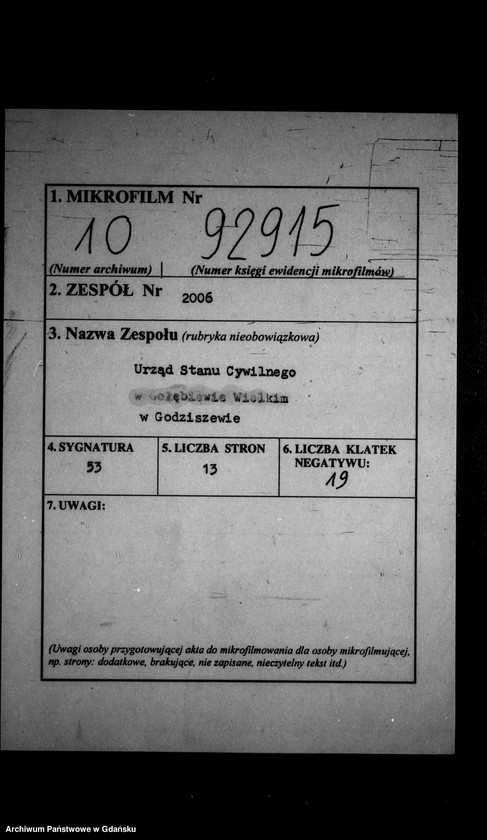 1. MIKROFILM Nr
10 92915
(Numer archiwum) (Numer księgi ewidencji mikrofilmów)
2. ZESPÓŁ Nr 2006
3. Nazwa Zespołu (rubryka nieobowiązkowa)
Urząd Stanu Cywilnego
w Gołębiewie Wielkim
w Godziszewie
4. SYGNATURA 5. LICZBA STRON 6. LICZBA KLATEK
NEGATYWU:
53 13 19
7. UWAGI:
(Uwagi osoby przygotowującej akta do mikrofilmowania dla osoby mikrofilmującej,
np. strony: dodatkowe, brakujące, nie zapisane, nieczytelny tekst itd.)
Archiwum Państwowe w Gdańsku